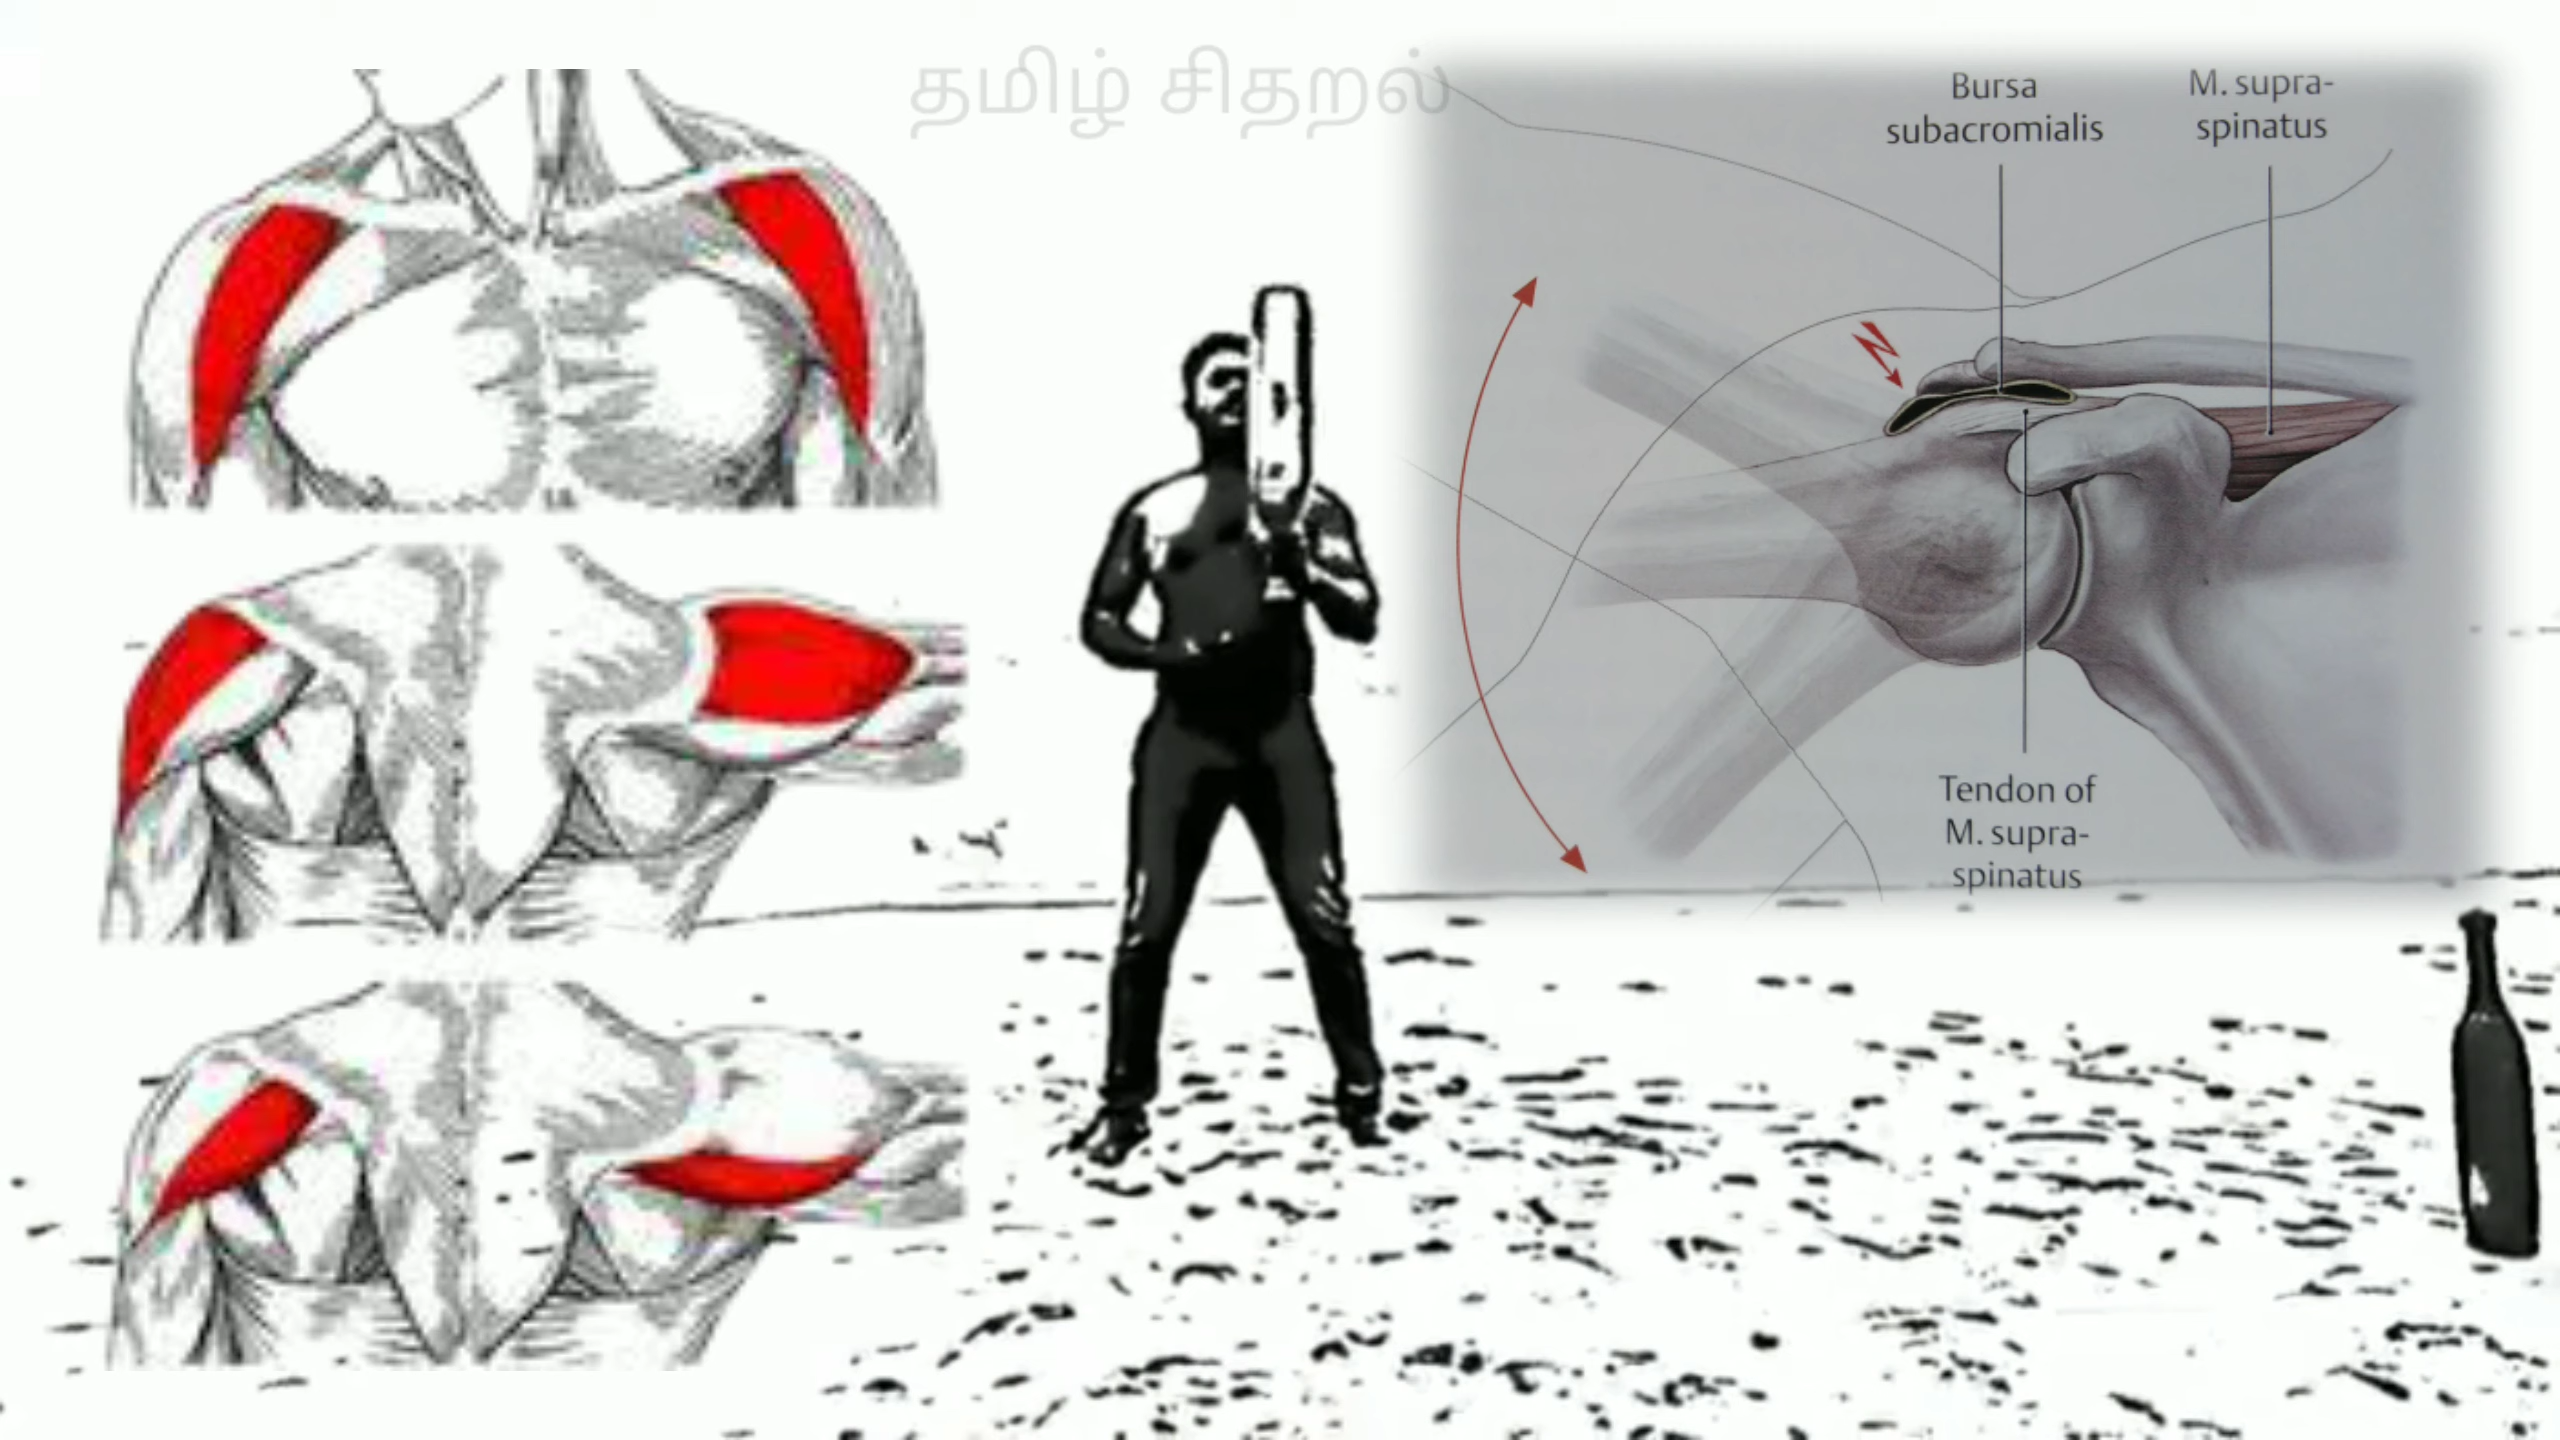 தமிழ் சிதறல்
Bursa
subacromialis
M. supra-
spinatus
Tendon of
M. supra-
spinatus